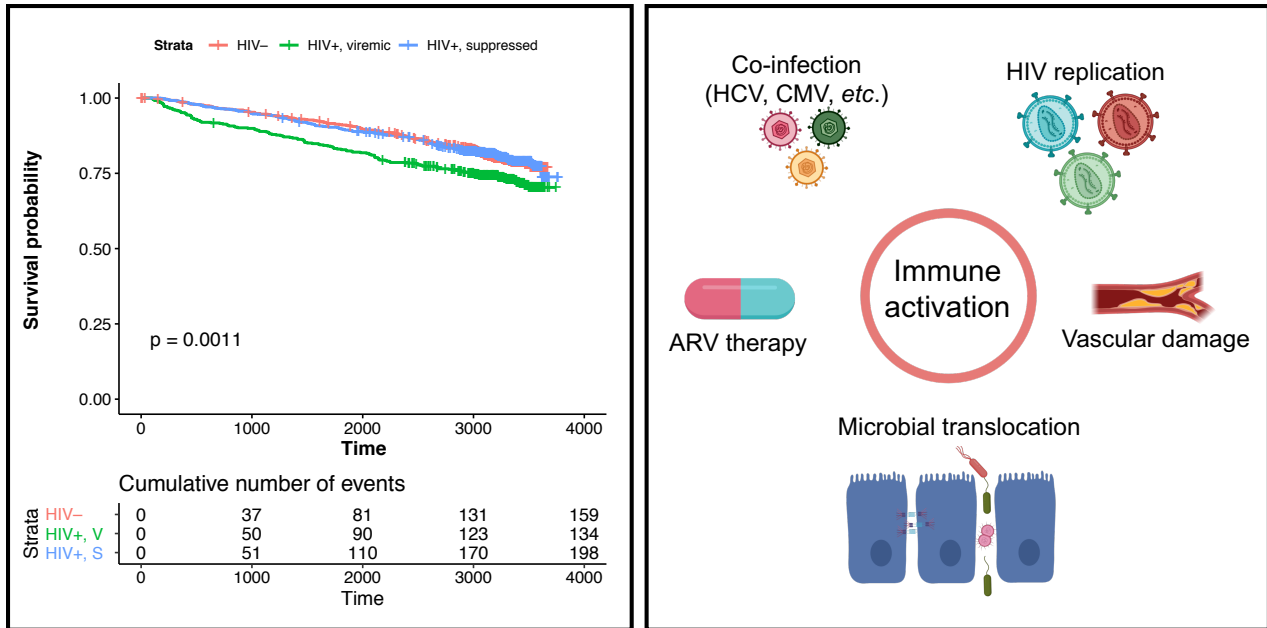 Strata HIV– HIV+, viremic HIV+, suppressed
1.00
0.75
0.50
0.25
0.00
Survival probability
p = 0.0011
0 1000 2000 3000 4000
Time
Cumulative number of events
Strata
HIV– 0 37 81 131 159
HIV+, V 0 50 90 123 134
HIV+, S 0 51 110 170 198
0 1000 2000 3000 4000
Time
Co-infection
(HCV, CMV, etc.)
HIV replication
Immune
activation
ARV therapy
Vascular damage
Microbial translocation